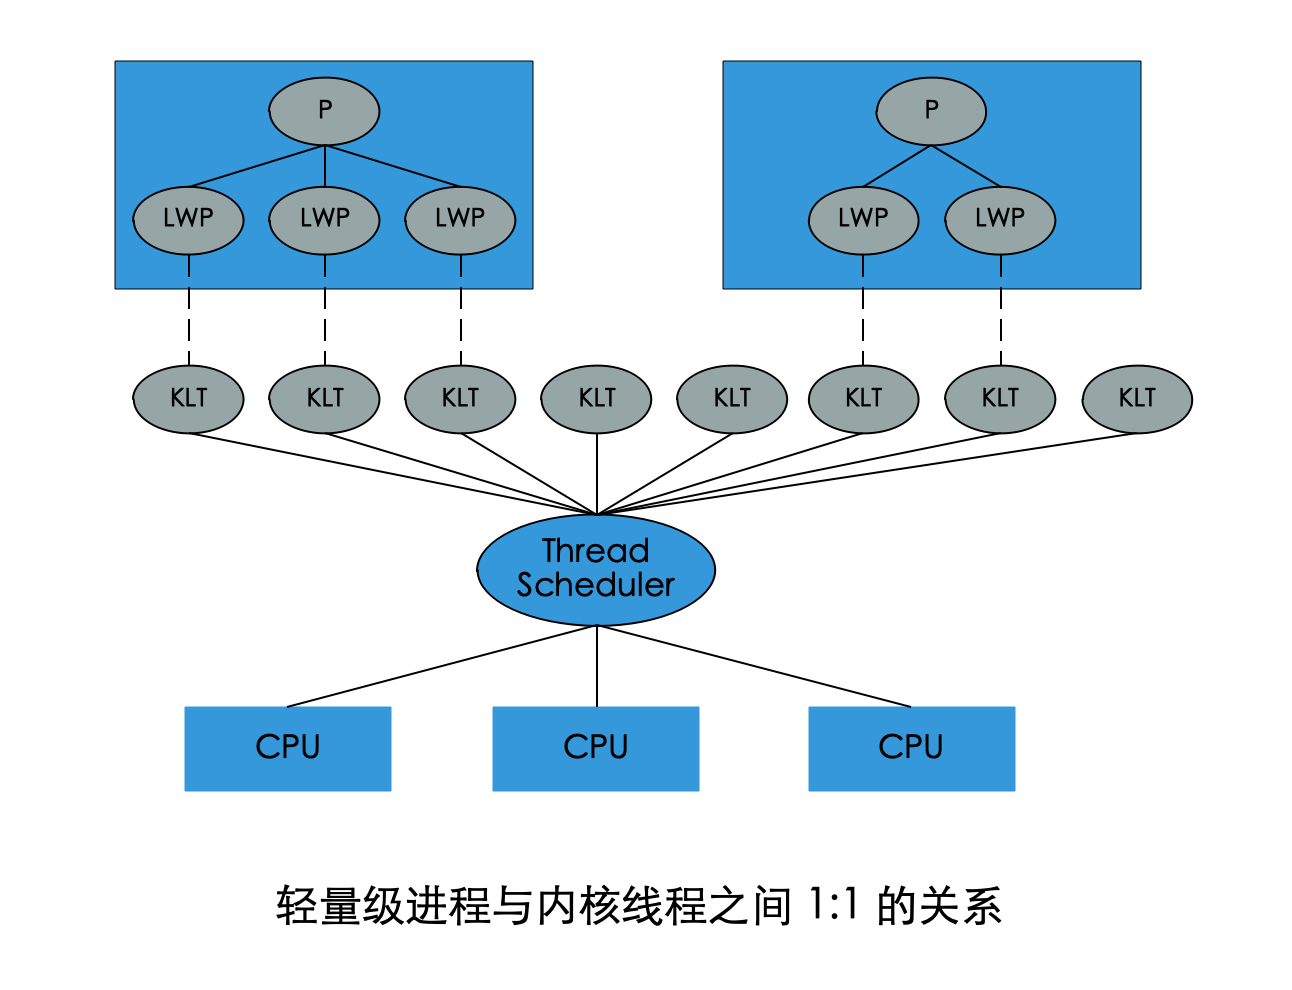 P
P
LWP
LWP
LWP
LWP
LWP
KLT
KLT
KLT
KLT
KLT
KLT
KLT
KLT
Thread
Scheduler
CPU
CPU
CPU
轻量级进程与内核线程之间 1:1 的关系